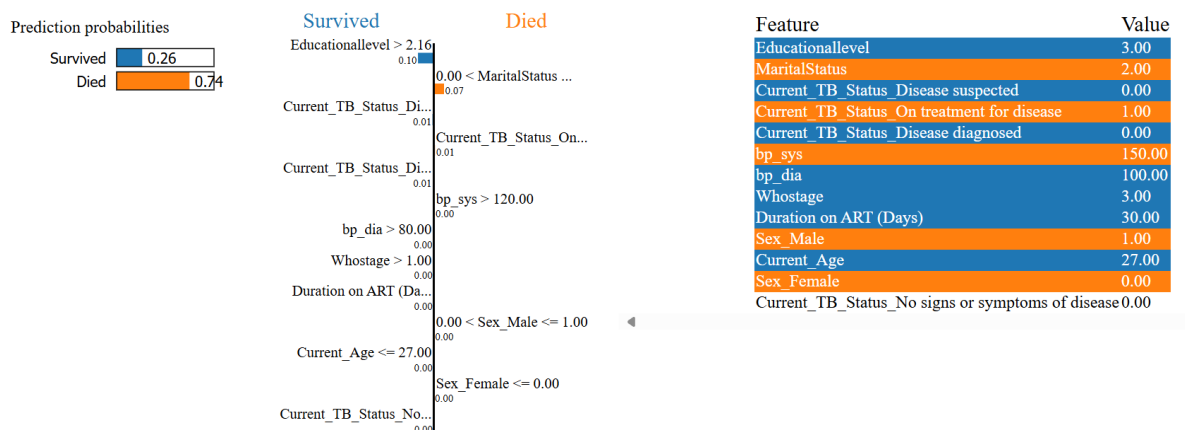 Prediction probabilities
Survived 0.26
Died 0.74
Survived Died
Educationallevel > 2.16
0.10
0.00 < MaritalStatus ...
0.07
Current_TB_Status_Di...
0.01
Current_TB_Status_On...
0.01
Current_TB_Status_Di...
0.01
bp_sys > 120.00
0.00
bp_dia > 80.00
0.00
Whostage > 1.00
0.00
Duration on ART (Da...
0.00
0.00 < Sex_Male <= 1.00
0.00
Current_Age <= 27.00
0.00
Sex_Female <= 0.00
0.00
Current_TB_Status_No...
0.00
Feature Value
Educationallevel 3.00
MaritalStatus 2.00
Current_TB_Status_Disease suspected 0.00
Current_TB_Status_On treatment for disease 1.00
Current_TB_Status_Disease diagnosed 0.00
bp_sys 150.00
bp_dia 100.00
Whostage 3.00
Duration on ART (Days) 30.00
Sex_Male 1.00
Current_Age 27.00
Sex_Female 0.00
Current_TB_Status_No signs or symptoms of disease 0.00